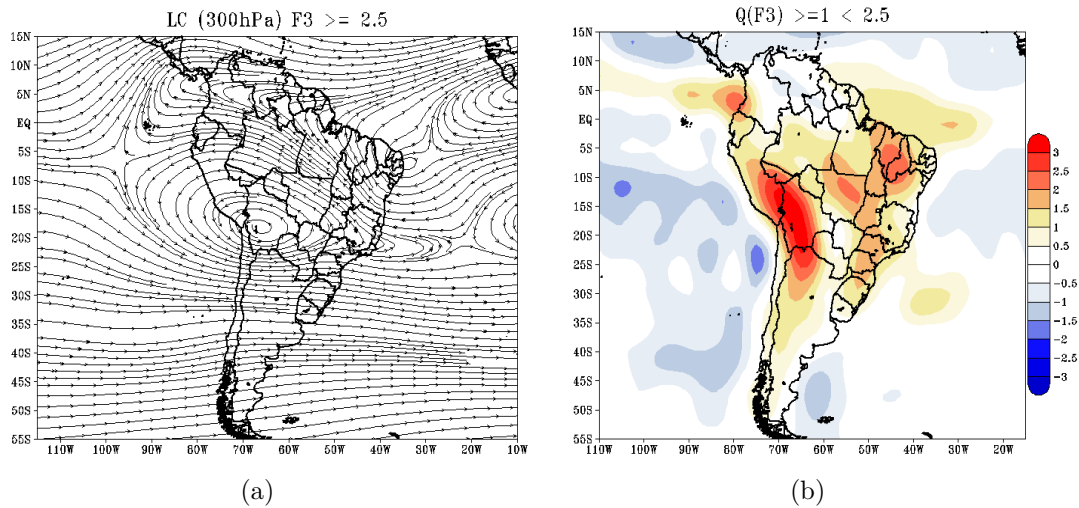 LC (300hPa) F3 >= 2.5
15N
10N
5N
EQ
5S
10S
15S
20S
25S
30S
35S
40S
45S
50S
55S
110W 100W 90W 80W 70W 60W 50W 40W 30W 20W 10W
(a)
Q(F3) >=1 < 2.5
15N
10N
5N
EQ
5S
10S
15S
20S
25S
30S
35S
40S
45S
50S
55S
110W 100W 90W 80W 70W 60W 50W 40W 30W 20W
3
2.5
2
1.5
1
0.5
0
−0.5
−1
−1.5
−2
−2.5
−3
(b)